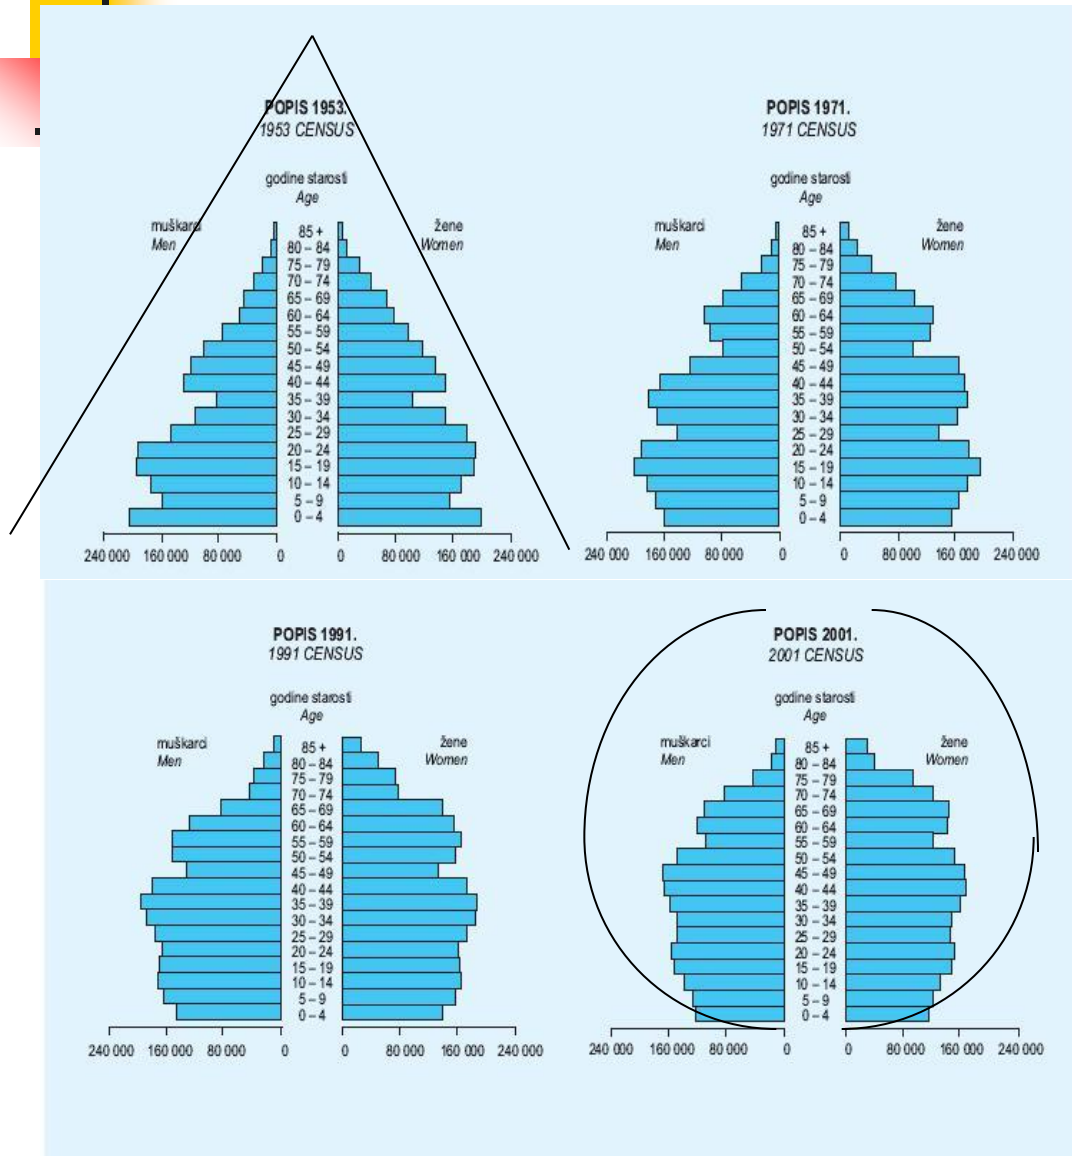 POPIS 1953.
1953 CENSUS
godine starosti
Age
muškarci
Men
žene
Women
85 +
80 – 84
75 – 79
70 – 74
65 – 69
60 – 64
55 – 59
50 – 54
45 – 49
40 – 44
35 – 39
30 – 34
25 – 29
20 – 24
15 – 19
10 – 14
5 – 9
0 – 4
240 000 160 000 80 000 0 0 80 000 160 000 240 000
POPIS 1971.
1971 CENSUS
godine starosti
Age
muškarci
Men
žene
Women
85 +
80 – 84
75 – 79
70 – 74
65 – 69
60 – 64
55 – 59
50 – 54
45 – 49
40 – 44
35 – 39
30 – 34
25 – 29
20 – 24
15 – 19
10 – 14
5 – 9
0 – 4
240 000 160 000 80 000 0 0 80 000 160 000 240 000
POPIS 1991.
1991 CENSUS
godine starosti
Age
muškarci
Men
žene
Women
85 +
80 – 84
75 – 79
70 – 74
65 – 69
60 – 64
55 – 59
50 – 54
45 – 49
40 – 44
35 – 39
30 – 34
25 – 29
20 – 24
15 – 19
10 – 14
5 – 9
0 – 4
240 000 160 000 80 000 0 0 80 000 160 000 240 000
POPIS 2001.
2001 CENSUS
godine starosti
Age
muškarci
Men
žene
Women
85 +
80 – 84
75 – 79
70 – 74
65 – 69
60 – 64
55 – 59
50 – 54
45 – 49
40 – 44
35 – 39
30 – 34
25 – 29
20 – 24
15 – 19
10 – 14
5 – 9
0 – 4
240 000 160 000 80 000 0 0 80 000 160 000 240 000